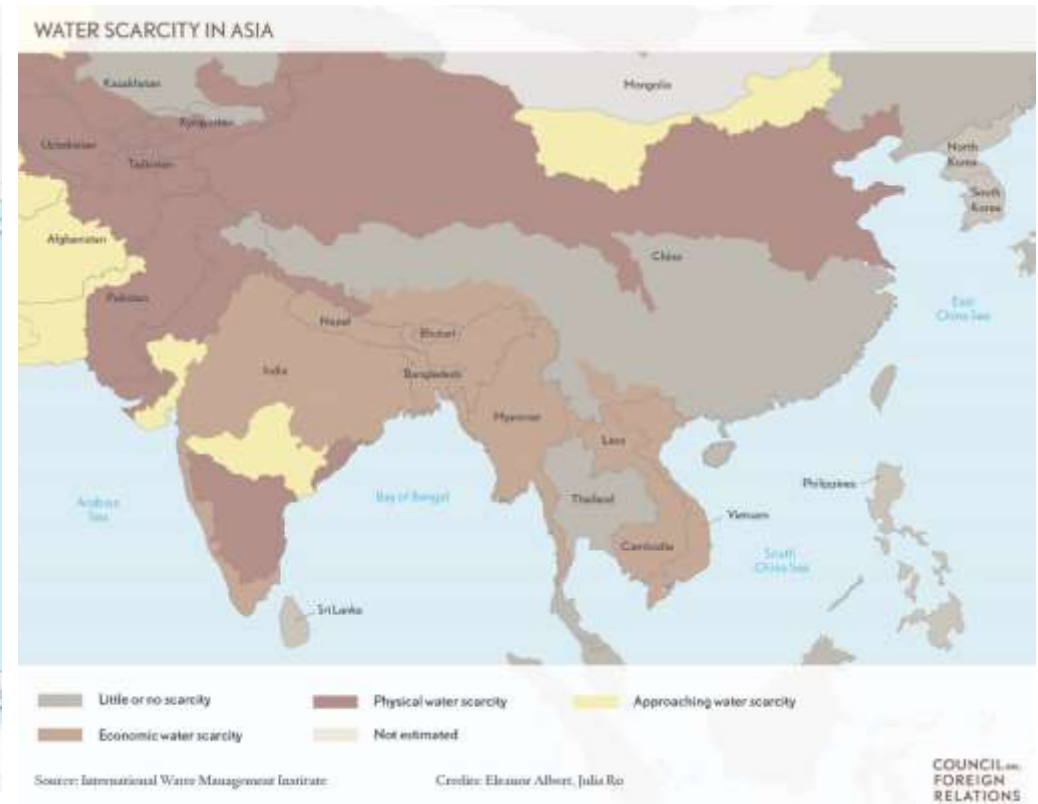 WATER SCARCITY IN ASIA
Kazakhstan
Mongolia
Kyrgyzstan
Uzbekistan
Tajikistan
North
Korea
South
Korea
Afghanistan
China
Pakistan
East
China Sea
Nepal
Bhutan
India
Bangladesh
Myanmar
Laos
Philippines
Arabian
Sea
Bay of Bengal
Thailand
Vietnam
Cambodia
South
China Sea
Sri Lanka
Little or no scarcity
Physical water scarcity
Approaching water scarcity
Economic water scarcity
Not estimated
Source: International Water Management Institute
Credits: Eleanor Albert, Julia Ro
COUNCIL on
FOREIGN
RELATIONS